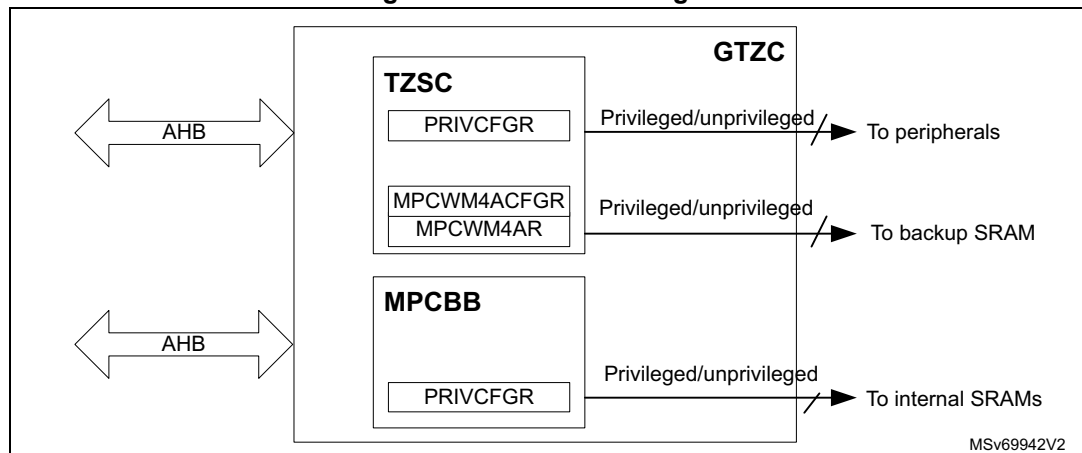 GTZC
TZSC
PRIVCFGR
Privileged/unprivileged
To peripherals
AHB
MPCWM4ACFGR
MPCWM4AR
Privileged/unprivileged
To backup SRAM
MPCBB
AHB
PRIVCFGR
Privileged/unprivileged
To internal SRAMs
MSv69942V2